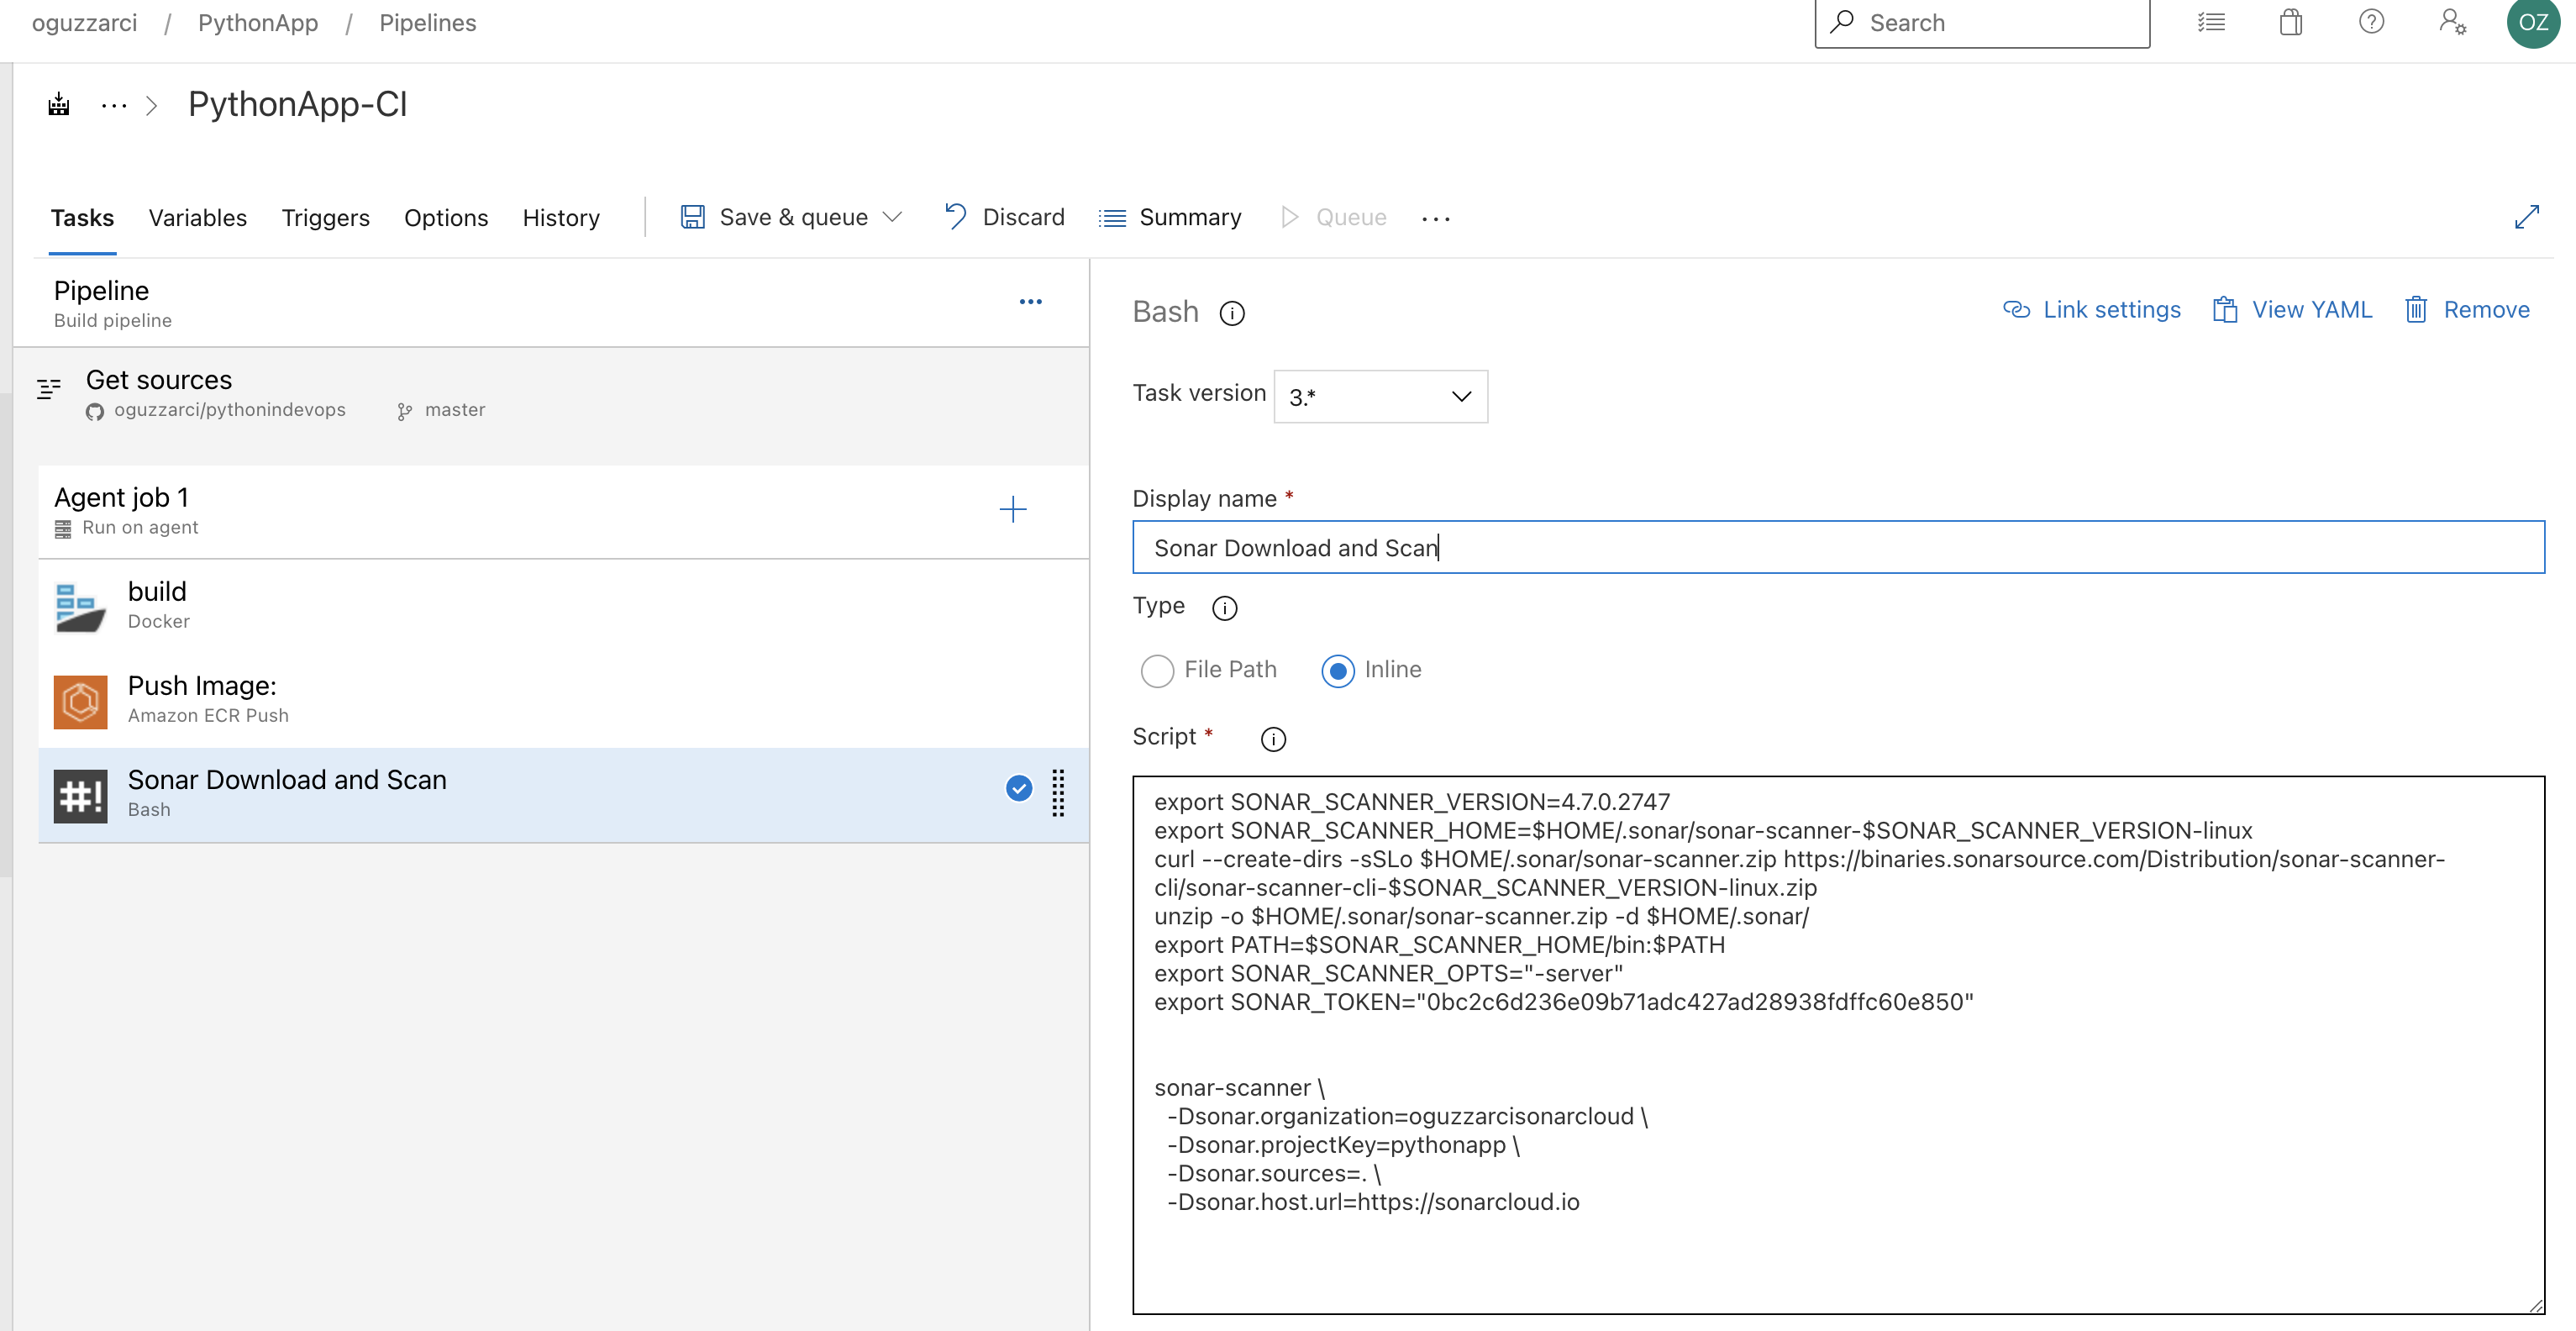 oguzzarci / PythonApp / Pipelines
Search
OZ
... > PythonApp-CI
Tasks Variables Triggers Options History Save & queue Discard Summary Queue ...
Pipeline
Build pipeline
Get sources
oguzzarci/pythonindevops master
Agent job 1
Run on agent
build
Docker
Push Image:
Amazon ECR Push
#!
Sonar Download and Scan
Bash
Bash
Link settings View YAML Remove
Task version 3.*
Display name *
Sonar Download and Scan
Type
File Path Inline
Script *
export SONAR_SCANNER_VERSION=4.7.0.2747
export SONAR_SCANNER_HOME=$HOME/.sonar/sonar-scanner-$SONAR_SCANNER_VERSION-linux
curl --create-dirs -sSLo $HOME/.sonar/sonar-scanner.zip https://binaries.sonarsource.com/Distribution/sonar-scanner-
cli/sonar-scanner-cli-$SONAR_SCANNER_VERSION-linux.zip
unzip -o $HOME/.sonar/sonar-scanner.zip -d $HOME/.sonar/
export PATH=$SONAR_SCANNER_HOME/bin:$PATH
export SONAR_SCANNER_OPTS="-server"
export SONAR_TOKEN="0bc2c6d236e09b71adc427ad28938fdffc60e850"
sonar-scanner \
-Dsonar.organization=oguzzarcisonarcloud \
-Dsonar.projectKey=pythonapp \
-Dsonar.sources=. \
-Dsonar.host.url=https://sonarcloud.io